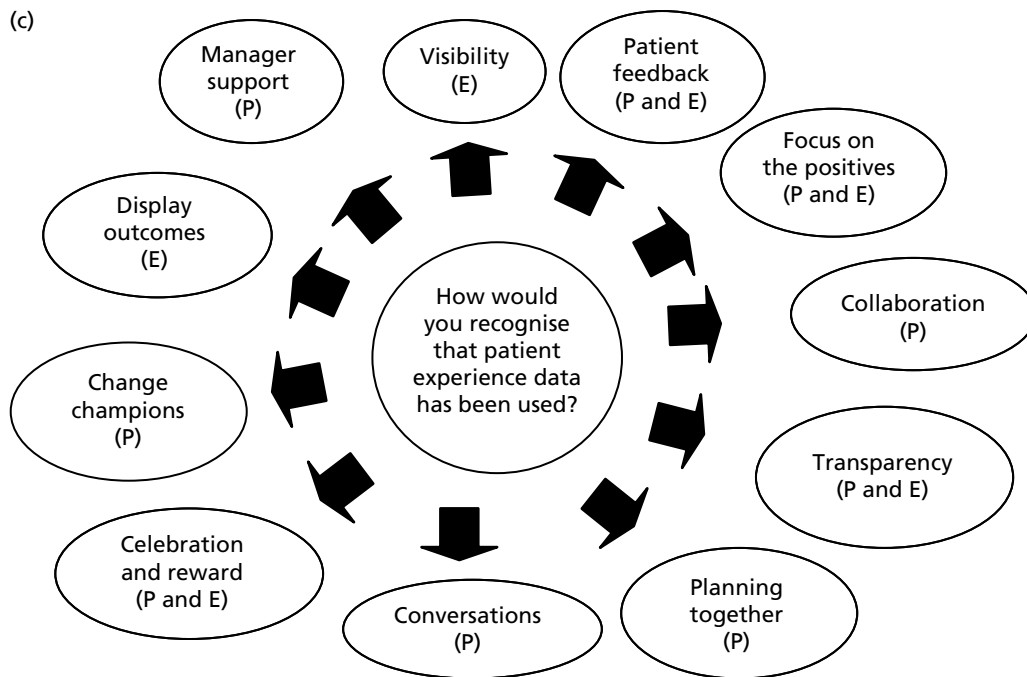 (c)
Manager
support
(P)
Visibility
(E)
Patient
feedback
(P and E)
Focus on
the positives
(P and E)
Collaboration
(P)
Transparency
(P and E)
Planning
together
(P)
Conversations
(P)
Celebration
and reward
(P and E)
Change
champions
(P)
Display
outcomes
(E)
How would
you recognise
that patient
experience data
has been used?